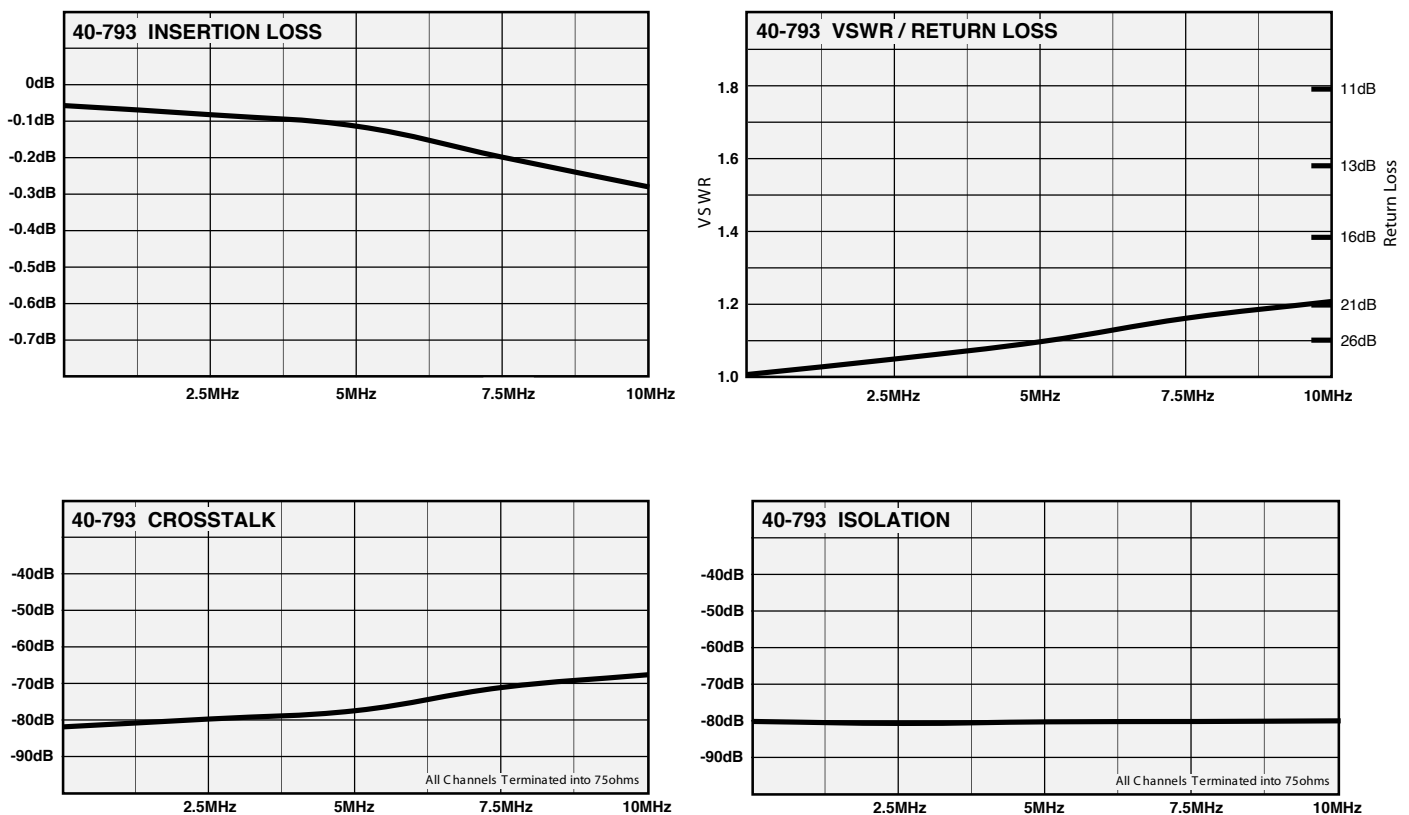 40-793 INSERTION LOSS
0dB
-0.1dB
-0.2dB
-0.3dB
-0.4dB
-0.5dB
-0.6dB
-0.7dB
2.5MHz 5MHz 7.5MHz 10MHz
40-793 VSWR / RETURN LOSS
VSWR
1.8
1.6
1.4
1.2
1.0
11dB
13dB
16dB
21dB
26dB
Return Loss
2.5MHz 5MHz 7.5MHz 10MHz
40-793 CROSSTALK
-40dB
-50dB
-60dB
-70dB
-80dB
-90dB
All Channels Terminated into 75ohms
2.5MHz 5MHz 7.5MHz 10MHz
40-793 ISOLATION
-40dB
-50dB
-60dB
-70dB
-80dB
-90dB
All Channels Terminated into 75ohms
2.5MHz 5MHz 7.5MHz 10MHz